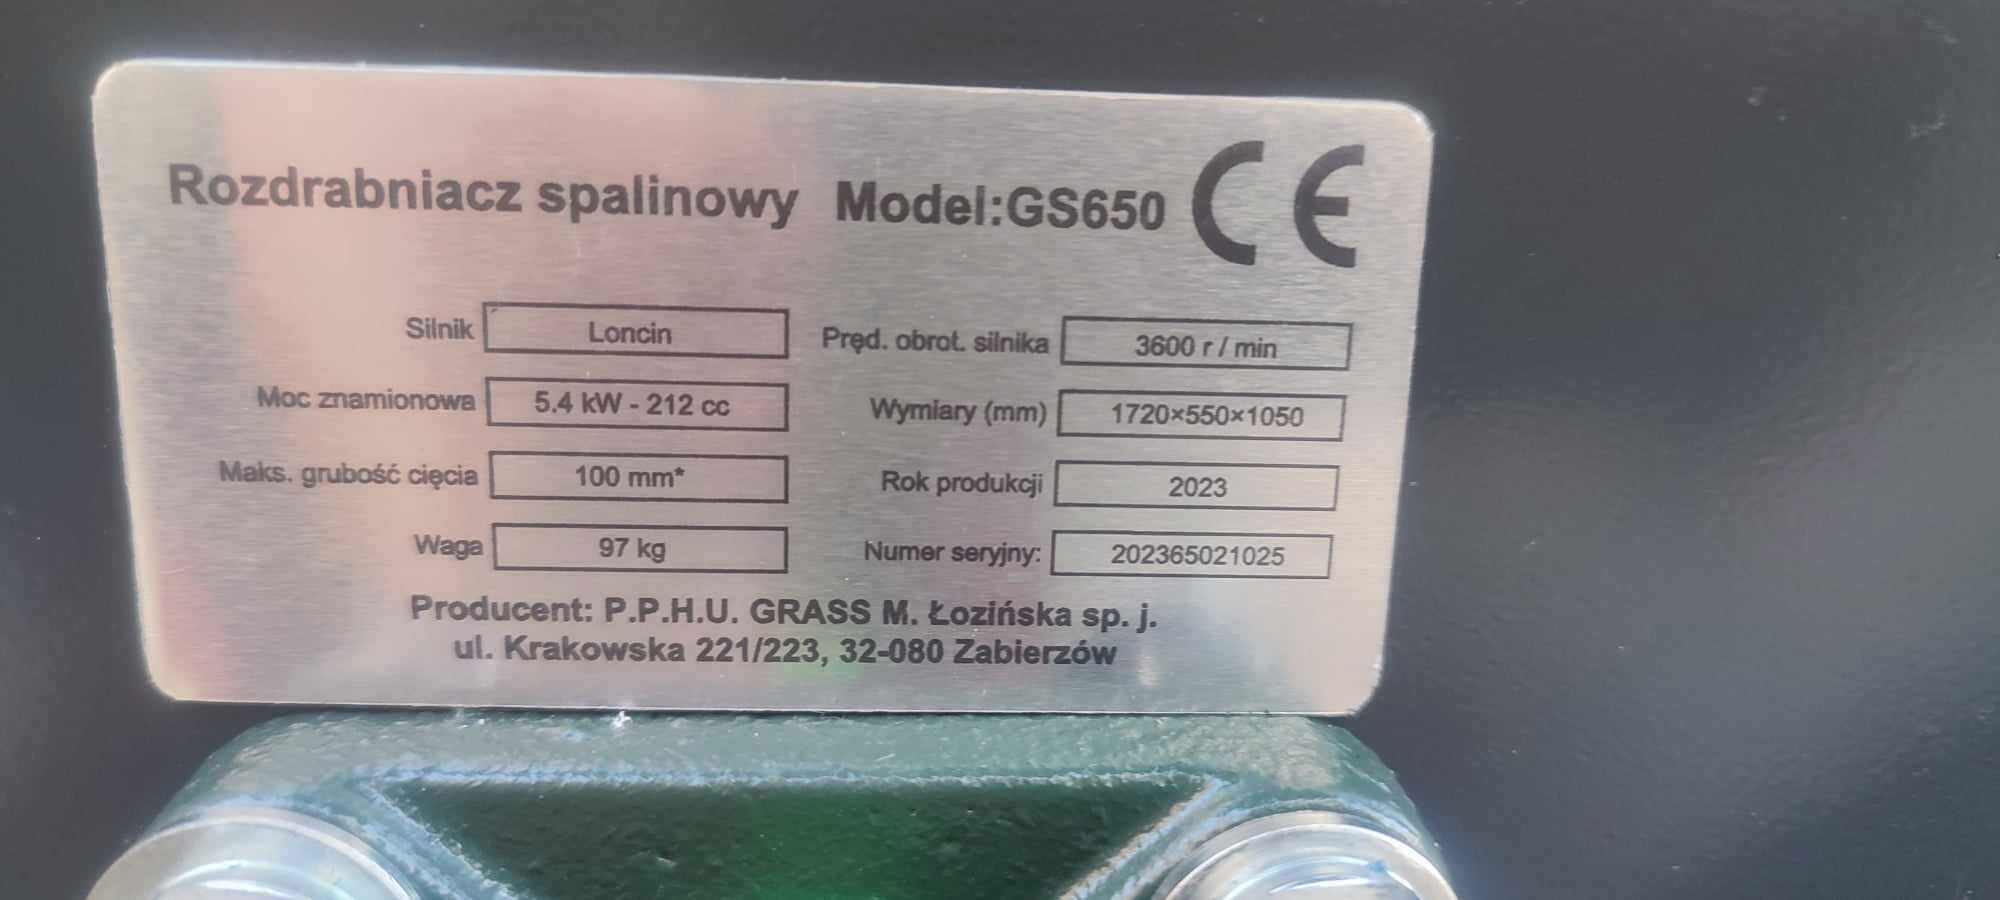 Rozdrabniacz spalinowy Model:GS650 CE
Silnik Loncin Pręd. obrot. silnika 3600 r / min
Moc znamionowa 5.4 kW - 212 cc Wymiary (mm) 1720×550×1050
Maks. grubość cięcia 100 mm* Rok produkcji 2023
Waga 97 kg Numer seryjny: 202365021025
Producent: P.P.H.U. GRASS M. Łozińska sp. j.
ul. Krakowska 221/223, 32-080 Zabierzów